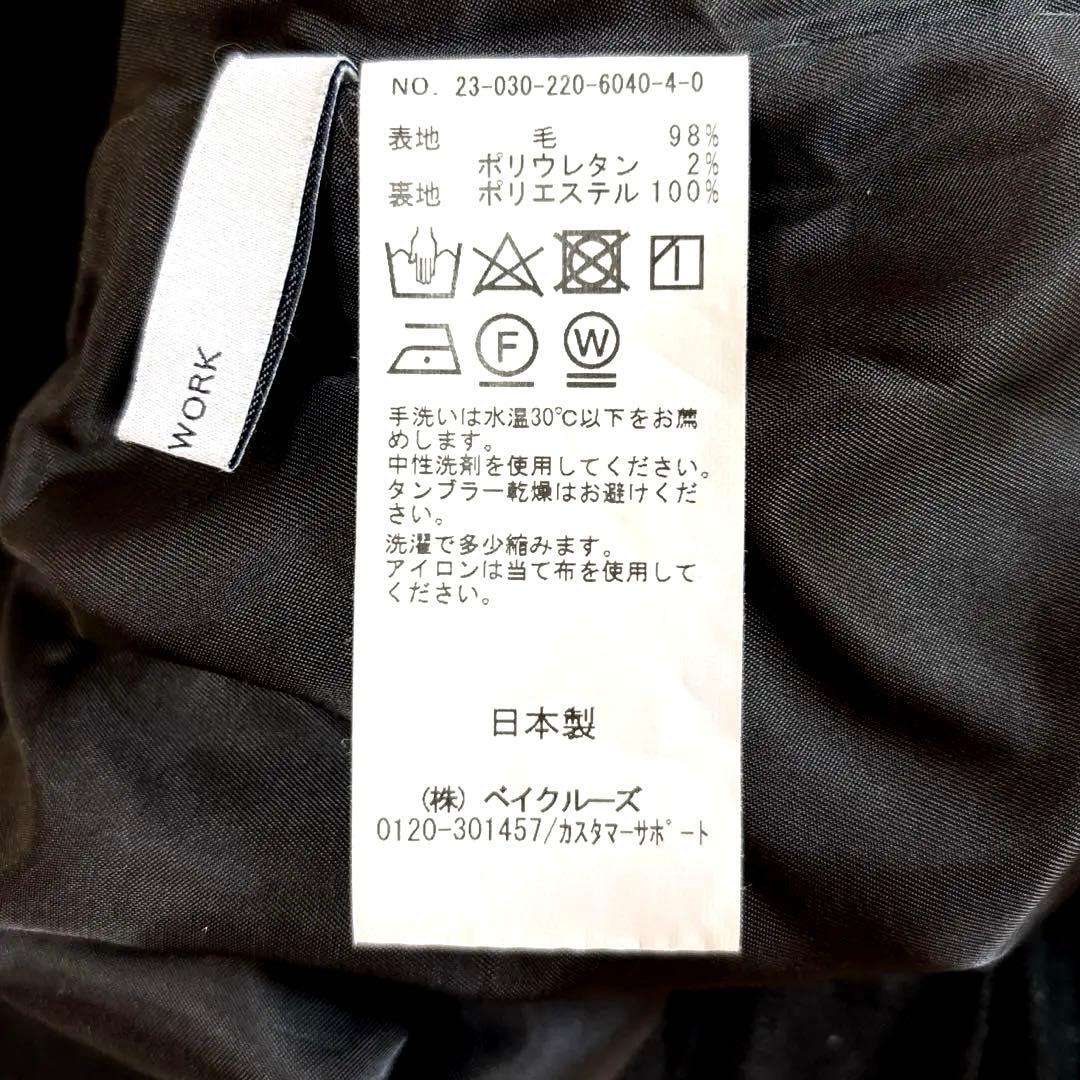 WORK
NO. 23-030-220-6040-4-0
表地 毛 98%
ポリウレタン 2%
裏地 ポリエステル 100%
F W
手洗いは水温30℃以下をお薦
めします。
中性洗剤を使用してください。
タンブラー乾燥はお避けくだ
さい。
洗濯で多少縮みます。
アイロンは当て布を使用して
ください。
日本製
(株) ベイクルーズ
0120-301457/カスタマーサポート